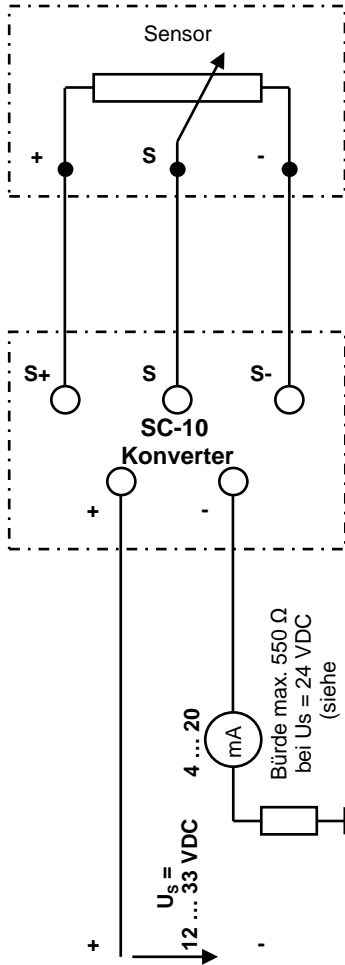 Sensor
+ S -
S+ S S-
SC-10
Konverter
+ -
4 ... 20
mA
Bürde max. 550 Ω
bei Us = 24 VDC
(siehe
Us =
12 ... 33 VDC
+ -